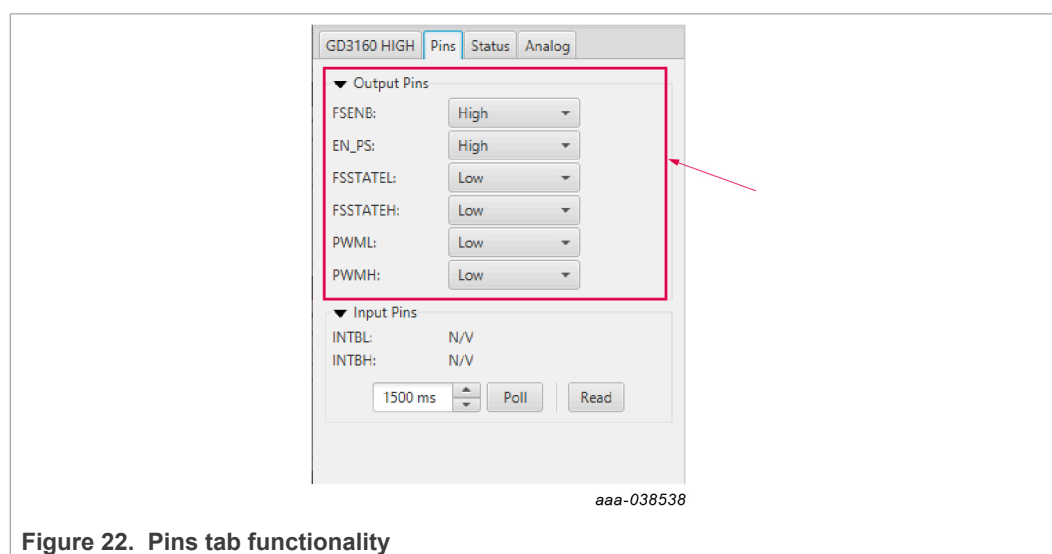 GD3160 HIGH Pins Status Analog
Output Pins
FSENB: High
EN_PS: High
FSSTATEL: Low
FSSTATEH: Low
PWML: Low
PWMH: Low
Input Pins
INTBL: N/V
INTBH: N/V
1500 ms Poll Read
aaa-038538
Figure 22. Pins tab functionality